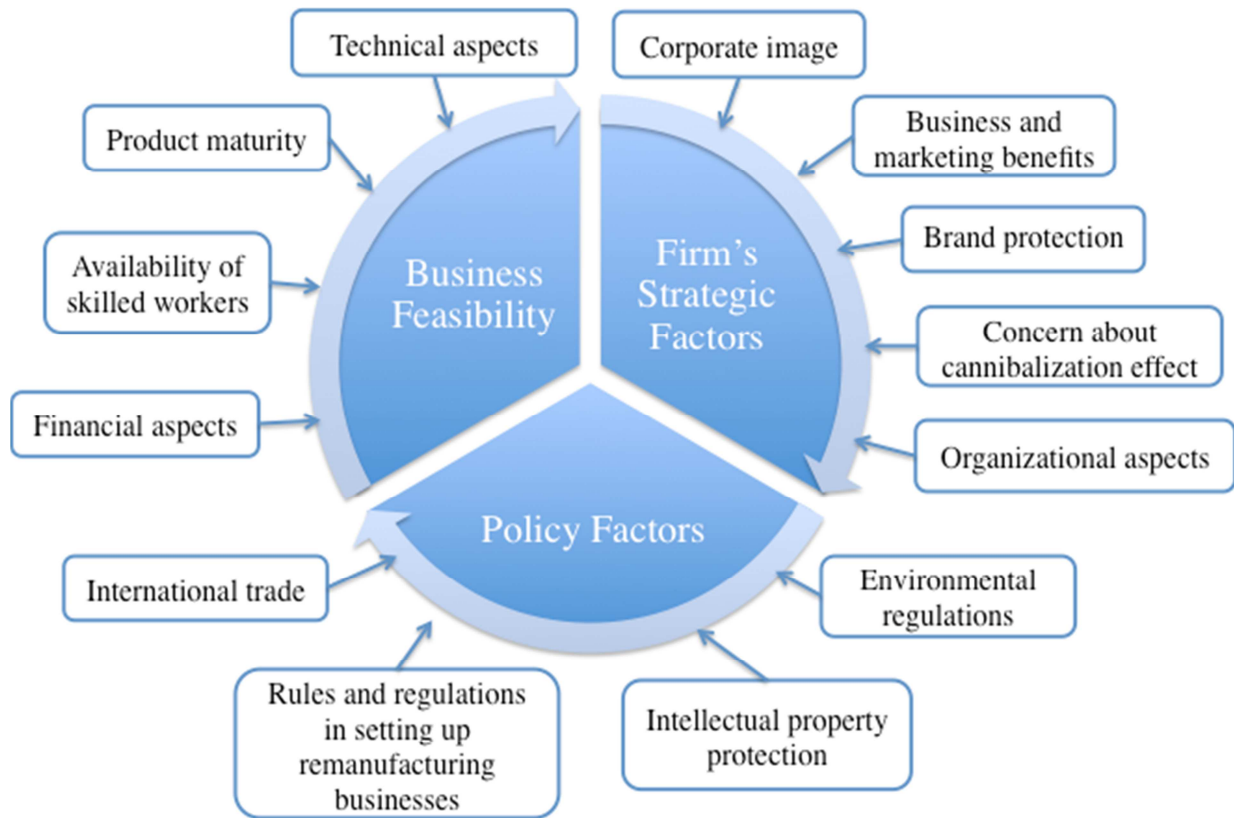 Technical aspects
Corporate image
Product maturity
Business and
marketing benefits
Availability of
skilled workers
Brand protection
Business
Feasibility
Firm’s
Strategic
Factors
Concern about
cannibalization effect
Financial aspects
Organizational aspects
Policy Factors
International trade
Environmental
regulations
Rules and regulations
in setting up
remanufacturing
businesses
Intellectual property
protection